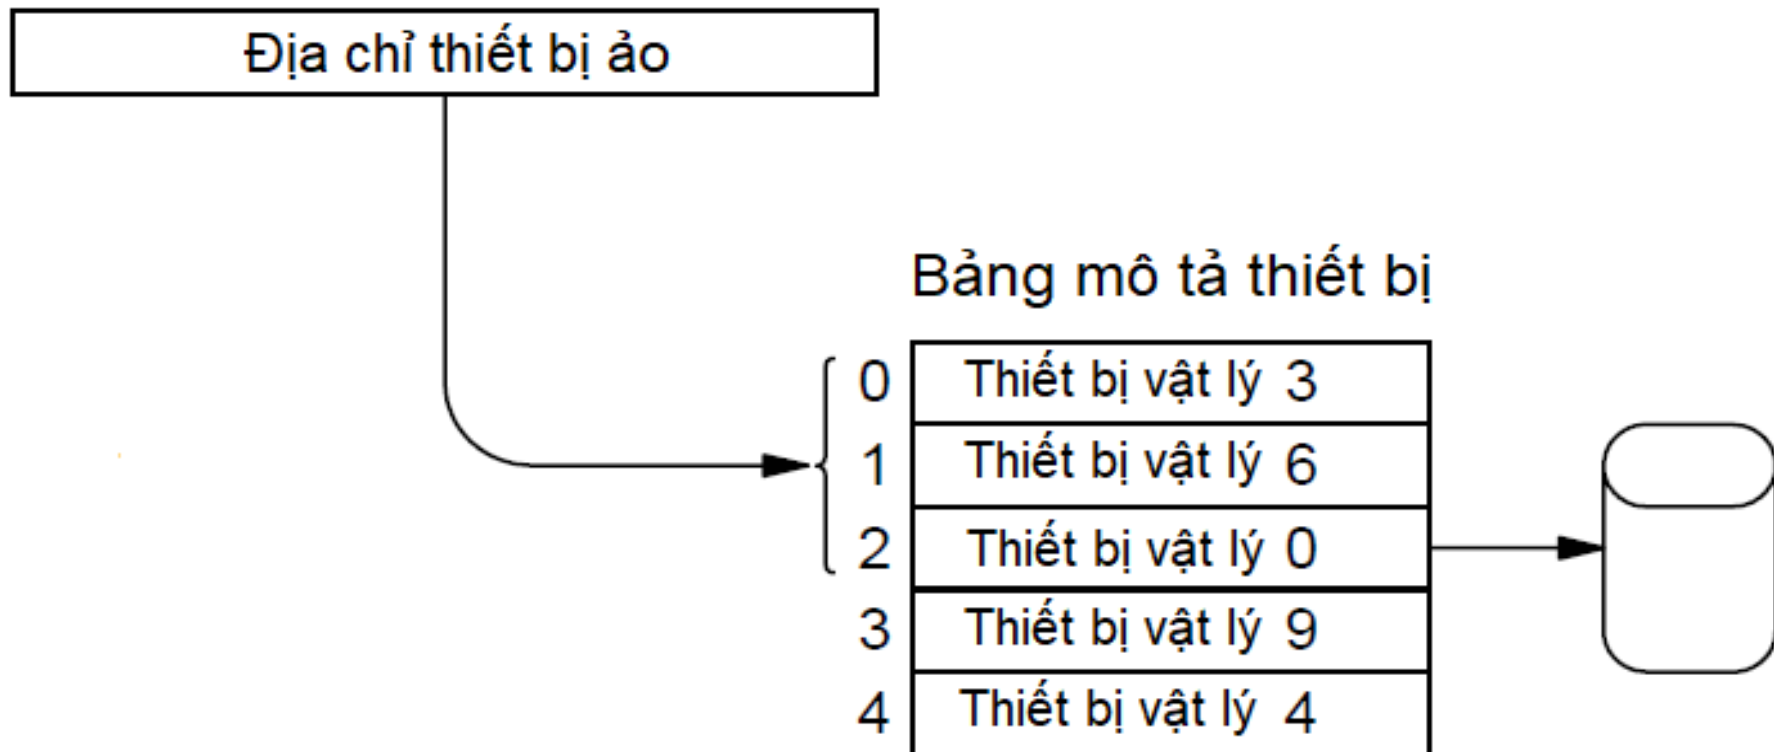 Địa chỉ thiết bị ảo
Bảng mô tả thiết bị
0 Thiết bị vật lý 3
1 Thiết bị vật lý 6
2 Thiết bị vật lý 0
3 Thiết bị vật lý 9
4 Thiết bị vật lý 4